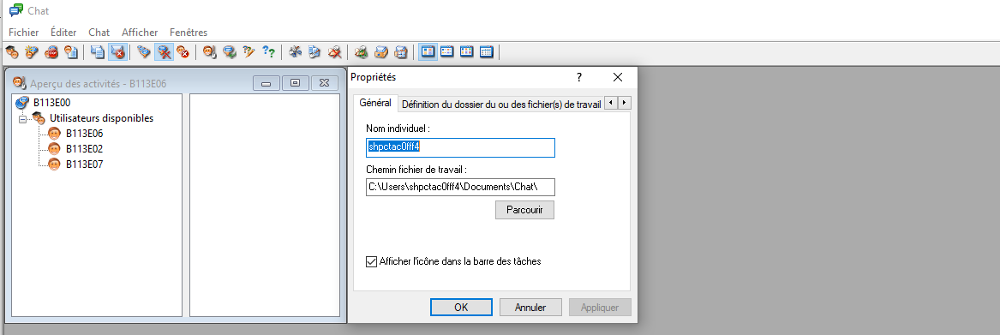 Chat
Fichier Éditer Chat Afficher Fenêtres
Aperçu des activités - B113E06
B113E00
Utilisateurs disponibles
B113E06
B113E02
B113E07
Propriétés
Général Définition du dossier du ou des fichier(s) de travail
Nom individuel :
shpctac0fff4
Chemin fichier de travail :
C:\Users\shpctac0fff4\Documents\Chat\
Parcourir
Afficher l'icône dans la barre des tâches
OK Annuler Appliquer